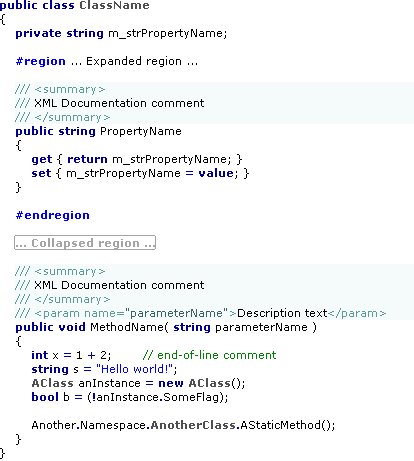 public class ClassName
{
private string m_strPropertyName;
#region ... Expanded region ...
/// <summary>
/// XML Documentation comment
/// </summary>
public string PropertyName
{
get { return m_strPropertyName; }
set { m_strPropertyName = value; }
}
#endregion
... Collapsed region ...
/// <summary>
/// XML Documentation comment
/// </summary>
/// <param name="parameterName">Description text</param>
public void MethodName( string parameterName )
{
int x = 1 + 2; // end-of-line comment
string s = "Hello world!";
AClass anInstance = new AClass();
bool b = (!anInstance.SomeFlag);
Another.Namespace.AnotherClass.AStaticMethod();
}
}